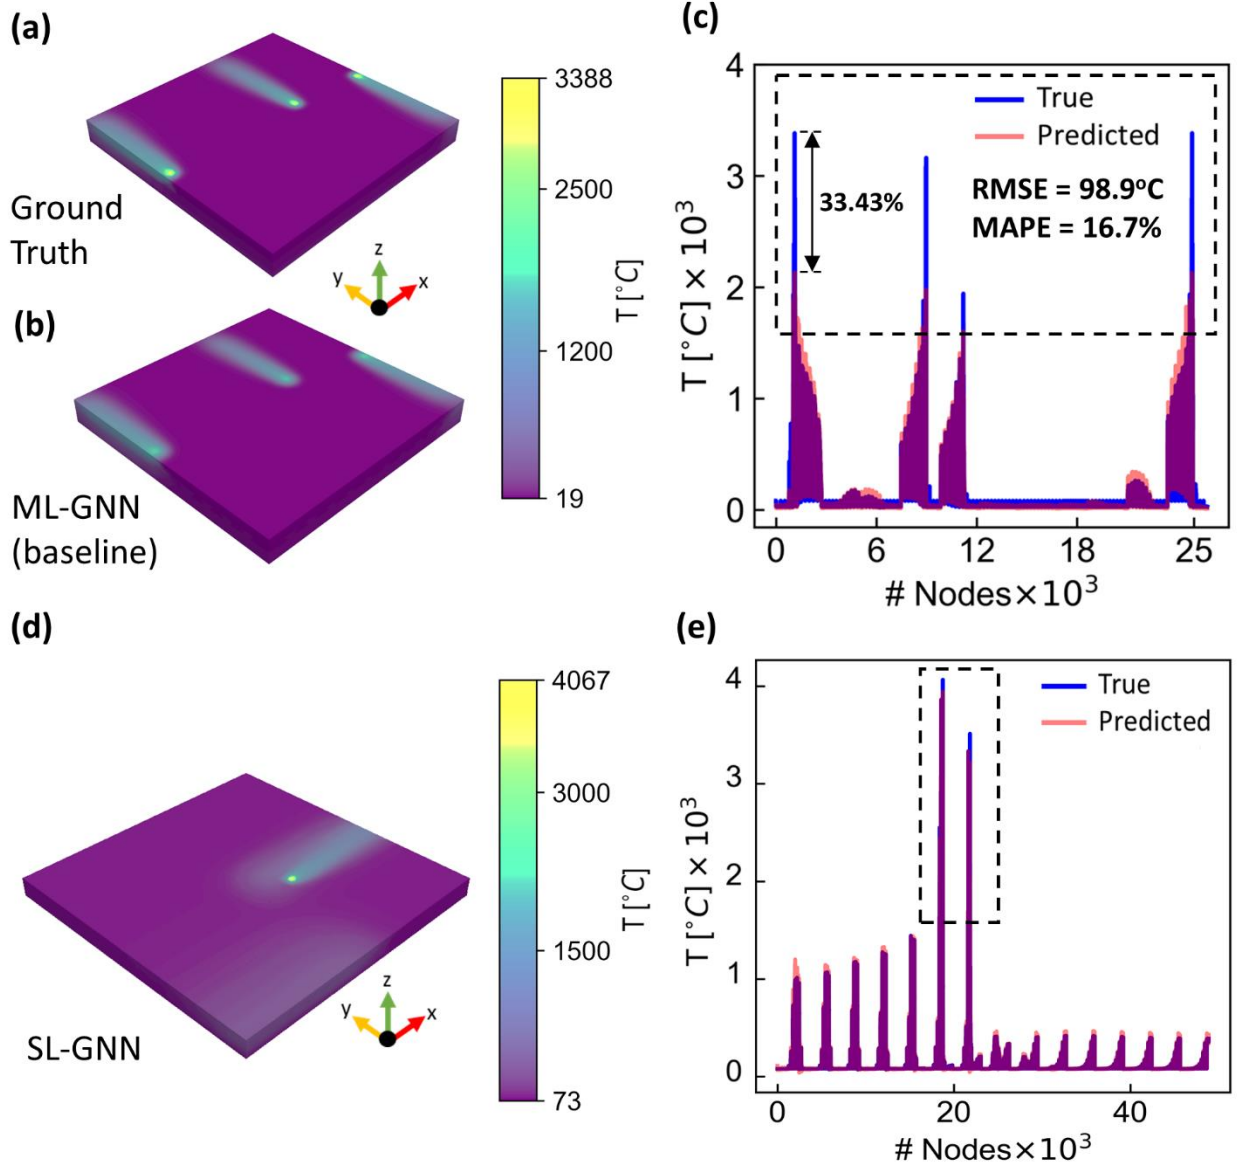 (a)
Ground
Truth
3388
2500
1200
19
T [°C]
z
y
x
(b)
ML-GNN
(baseline)
(c)
4
3
2
1
0
T [°C] × 10³
True
Predicted
33.43%
RMSE = 98.9°C
MAPE = 16.7%
0 6 12 18 25
# Nodes×10³
(d)
SL-GNN
4067
3000
1500
73
T [°C]
z
y
x
(e)
4
3
2
1
0
T [°C] × 10³
True
Predicted
0 20 40
# Nodes×10³